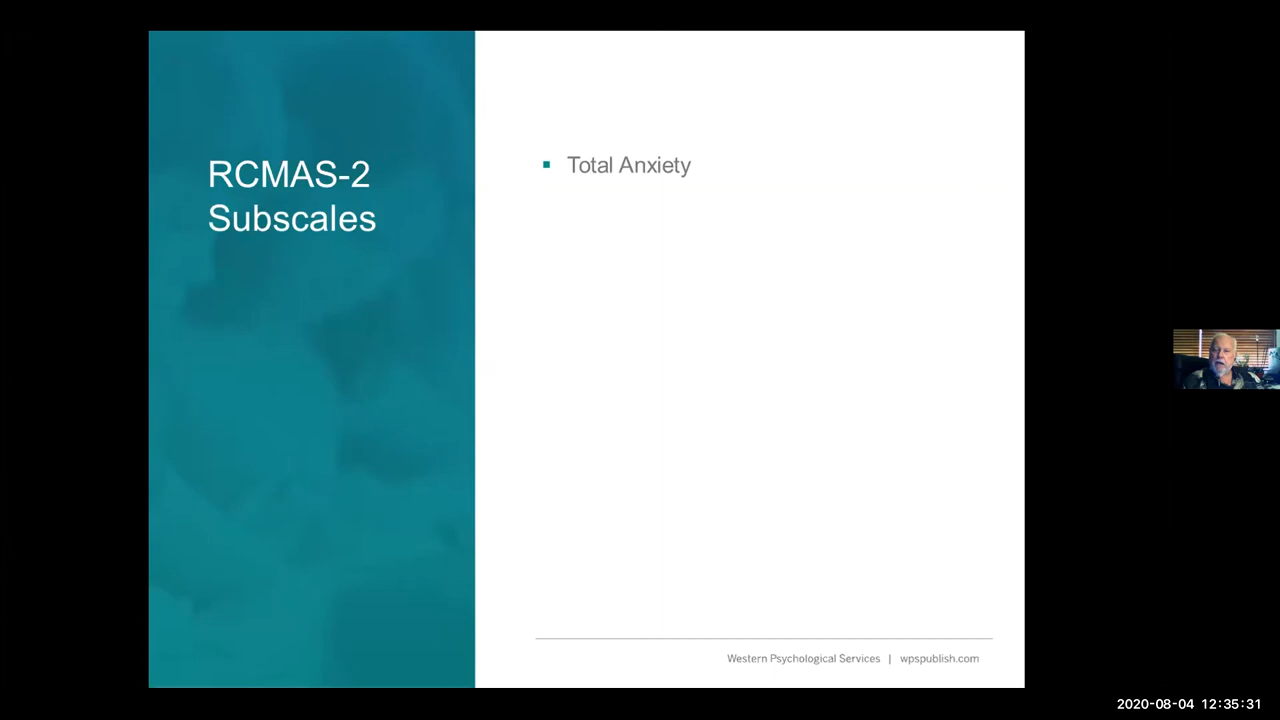 RCMAS-2
Subscales
▪ Total Anxiety
Western Psychological Services | wpspublish.com
2020-08-04 12:35:31